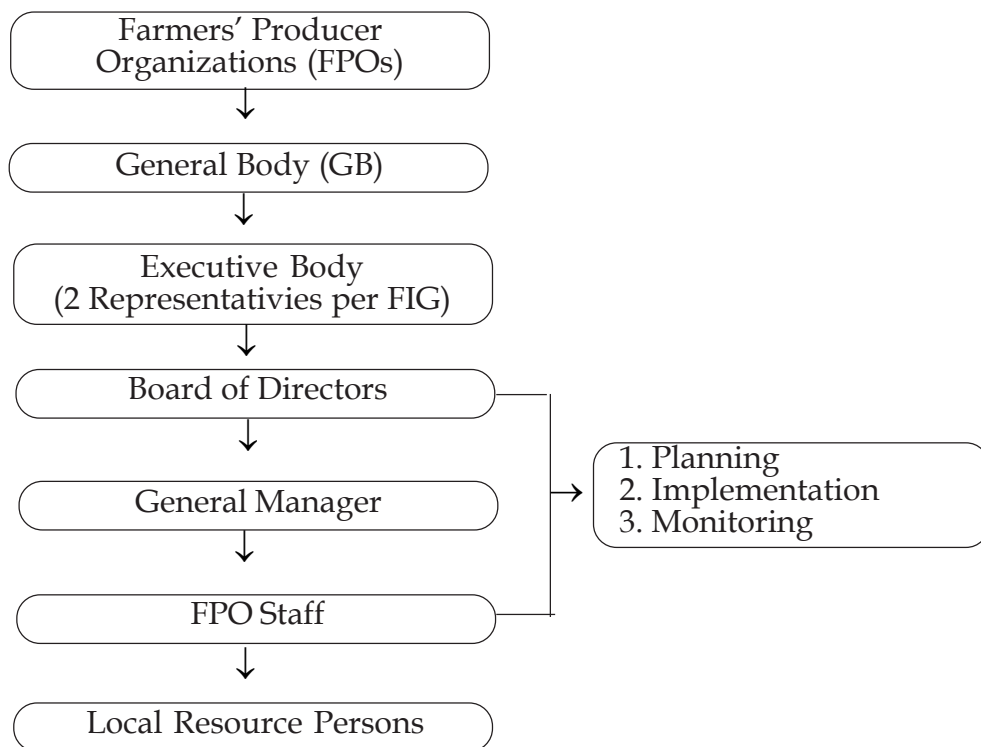 Farmers' Producer
Organizations (FPOs)
General Body (GB)
Executive Body
(2 Representativies per FIG)
Board of Directors
General Manager
FPO Staff
Local Resource Persons
1. Planning
2. Implementation
3. Monitoring